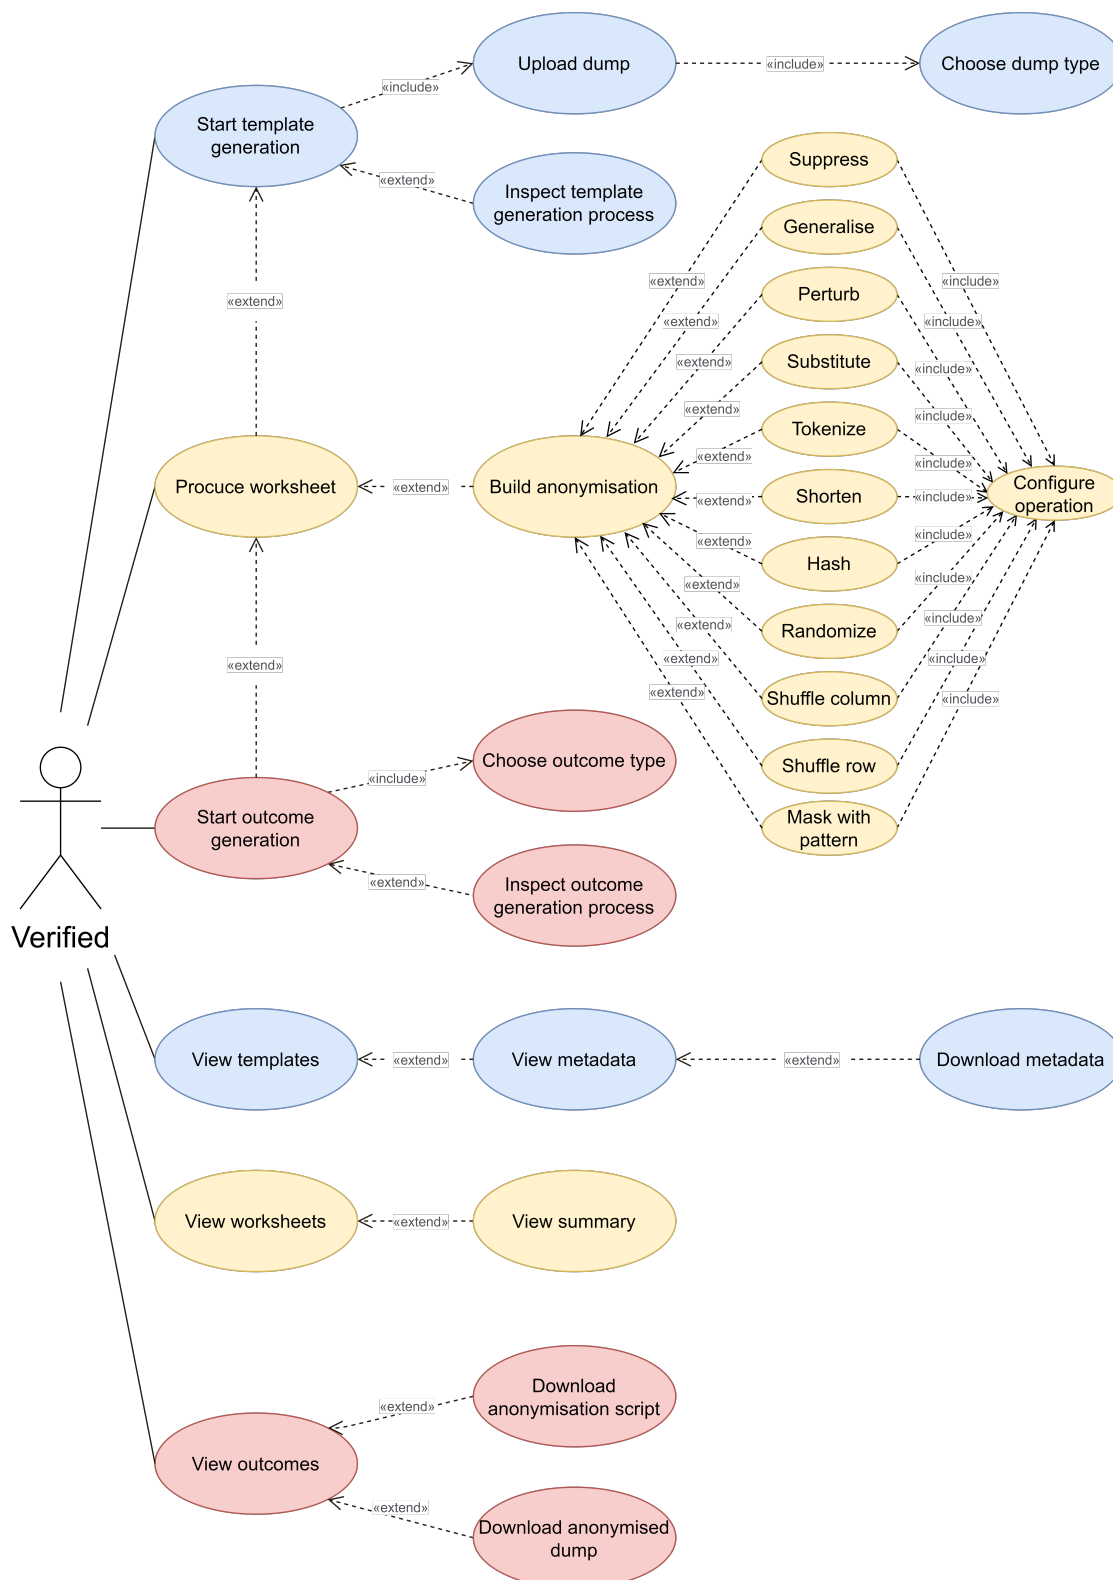 Upload dump
«include»
Choose dump type
«include»
Start template
generation
«extend»
Inspect template
generation process
Suppress
Generalise
Perturb
Substitute
Tokenize
Shorten
Hash
Randomize
Shuffle column
Shuffle row
Mask with
pattern
«extend»
«extend»
«extend»
«extend»
«extend»
«extend»
«extend»
«extend»
«extend»
«extend»
«extend»
«include»
«include»
«include»
«include»
«include»
«include»
«include»
«include»
«include»
«include»
«include»
Configure
operation
«extend»
Procuce worksheet
«extend»
Build anonymisation
«extend»
Choose outcome type
«include»
Start outcome
generation
«extend»
Inspect outcome
generation process
Verified
View templates
«extend»
View metadata
«extend»
Download metadata
View worksheets
«extend»
View summary
Download
anonymisation script
«extend»
View outcomes
«extend»
Download anonymised
dump